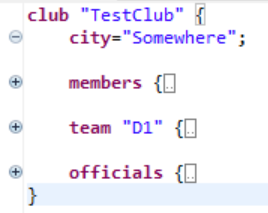 club "TestClub" {
city="Somewhere";
members {..
team "D1" {..
officials {..
}